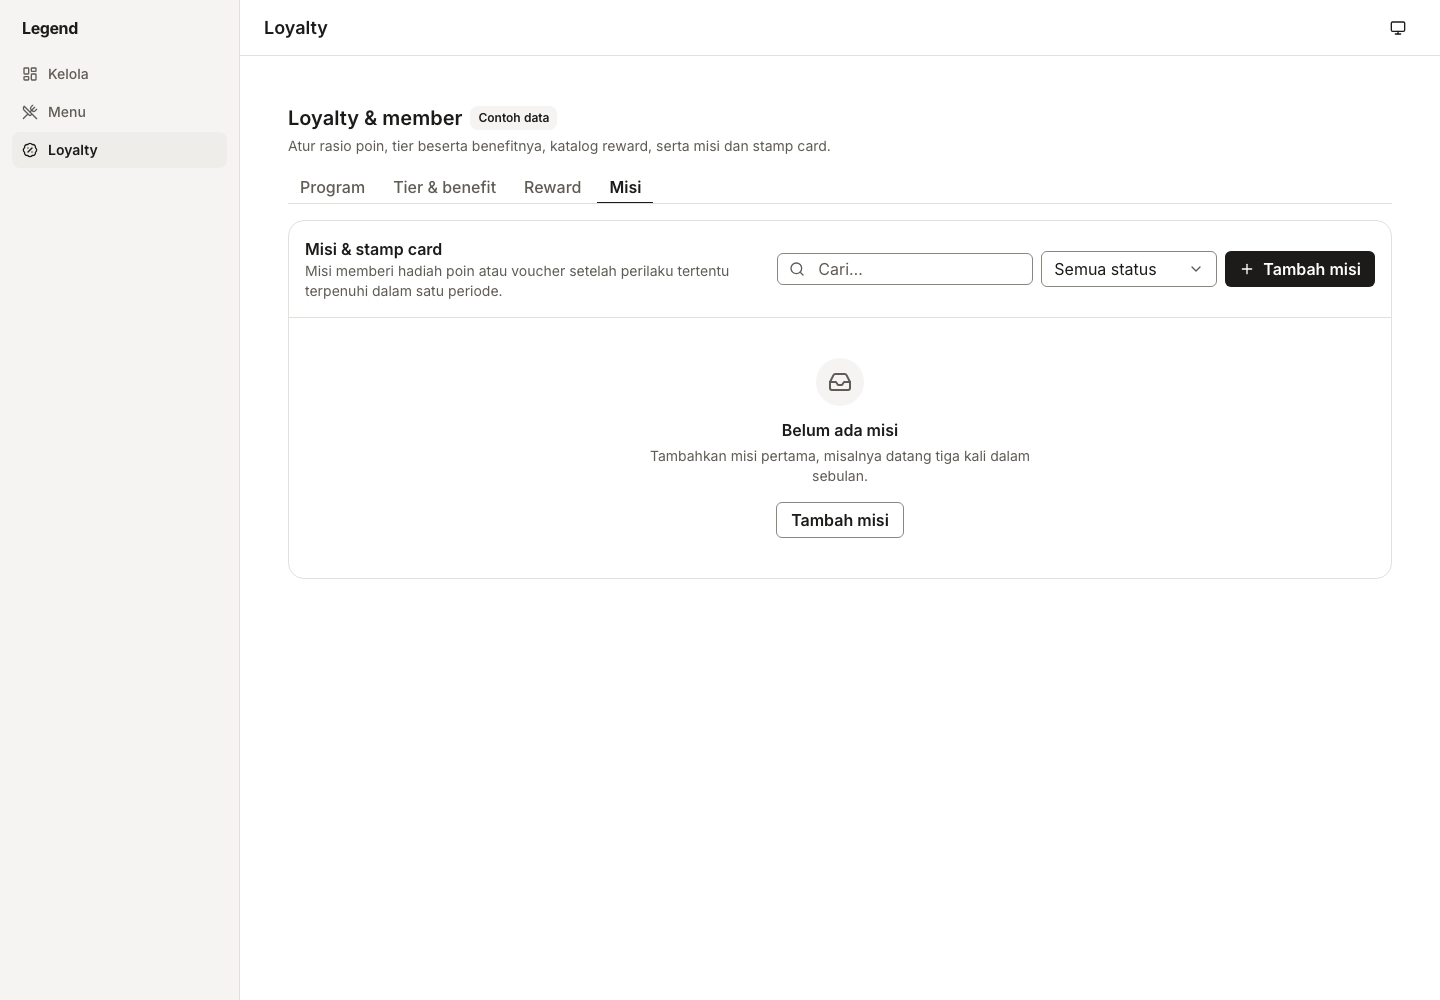 Legend
Kelola
Menu
Loyalty
Loyalty
Loyalty & member
Contoh data
Atur rasio poin, tier beserta benefitnya, katalog reward, serta misi dan stamp card.
Program
Tier & benefit
Reward
Misi
Misi & stamp card
Misi memberi hadiah poin atau voucher setelah perilaku tertentu
terpenuhi dalam satu periode.
Cari...
Semua status
Tambah misi
Belum ada misi
Tambahkan misi pertama, misalnya datang tiga kali dalam
sebulan.
Tambah misi